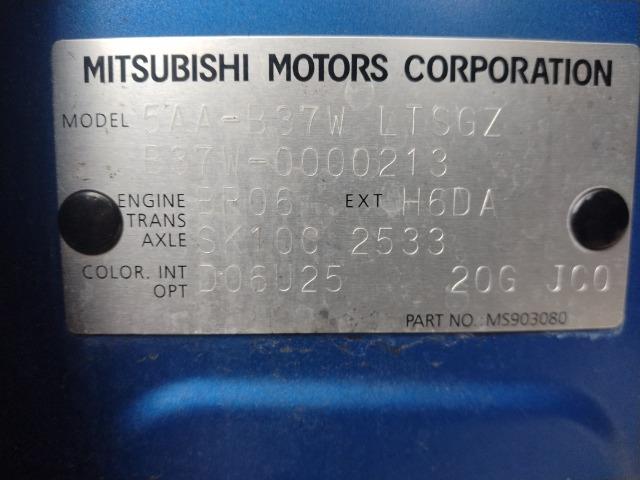 MITSUBISHI MOTORS CORPORATION
MODEL 5AA-B37W LTSGZ
B37W-0000213
ENGINE BR06 EXT H6DA
TRANS
AXLE SK10C 2533
COLOR. INT D06U25 20G JC0
OPT
PART NO. MS903080